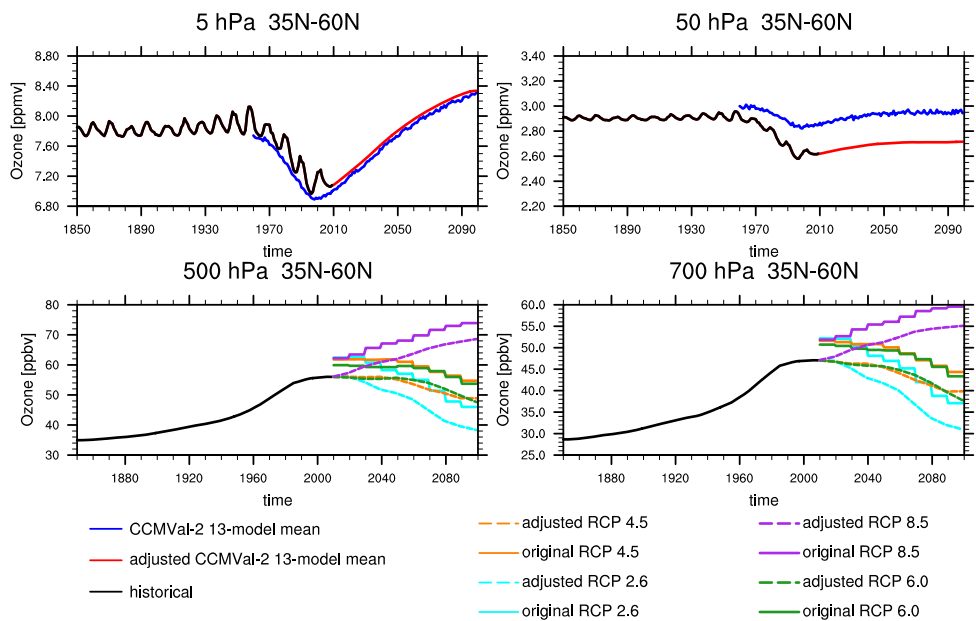 5 hPa 35N-60N
50 hPa 35N-60N
Ozone [ppmv]
8.80
8.40
8.00
7.60
7.20
6.80
1850 1890 1930 1970 2010 2050 2090
time
Ozone [ppmv]
3.40
3.20
3.00
2.80
2.60
2.40
2.20
1850 1890 1930 1970 2010 2050 2090
time
500 hPa 35N-60N
700 hPa 35N-60N
Ozone [ppbv]
80
70
60
50
40
30
1880 1920 1960 2000 2040 2080
time
Ozone [ppbv]
60.0
55.0
50.0
45.0
40.0
35.0
30.0
25.0
1880 1920 1960 2000 2040 2080
time
CCMVal-2 13-model mean
adjusted CCMVal-2 13-model mean
historical
adjusted RCP 4.5
original RCP 4.5
adjusted RCP 2.6
original RCP 2.6
adjusted RCP 8.5
original RCP 8.5
adjusted RCP 6.0
original RCP 6.0